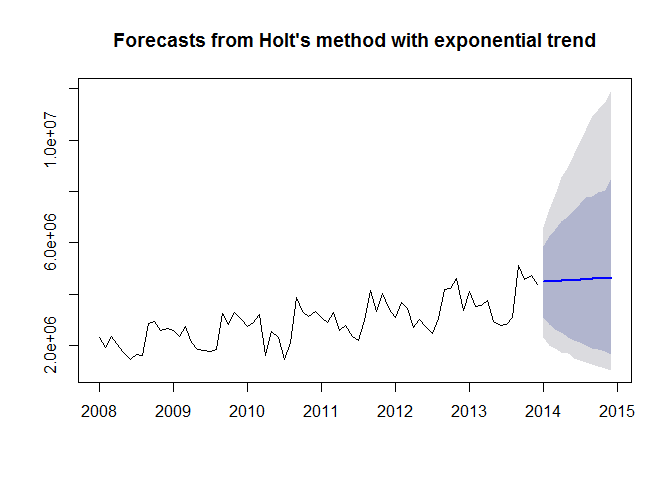 Forecasts from Holt's method with exponential trend
1.0e+07
6.0e+06
2.0e+06
2008 2009 2010 2011 2012 2013 2014 2015